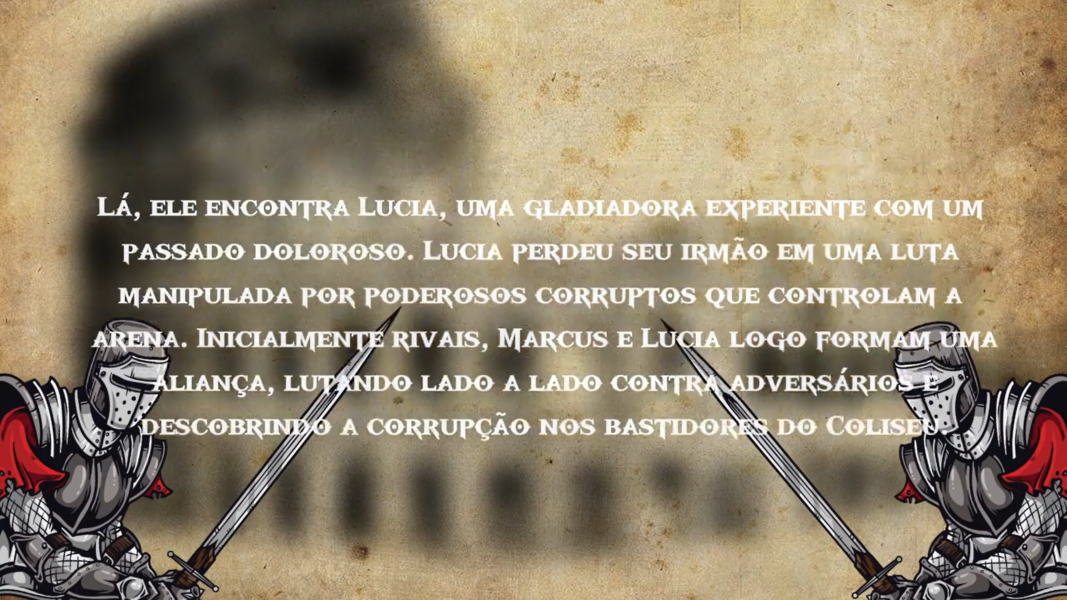 Lá, ele encontra Lucia, uma gladiadora experiente com um
passado doloroso. Lucia perdeu seu irmão em uma luta
manipulada por poderosos corruptos que controlam a
arena. Inicialmente rivais, Marcus e Lucia logo formam uma
aliança, lutando lado a lado contra adversários e
descobrindo a corrupção nos bastidores do Coliseu